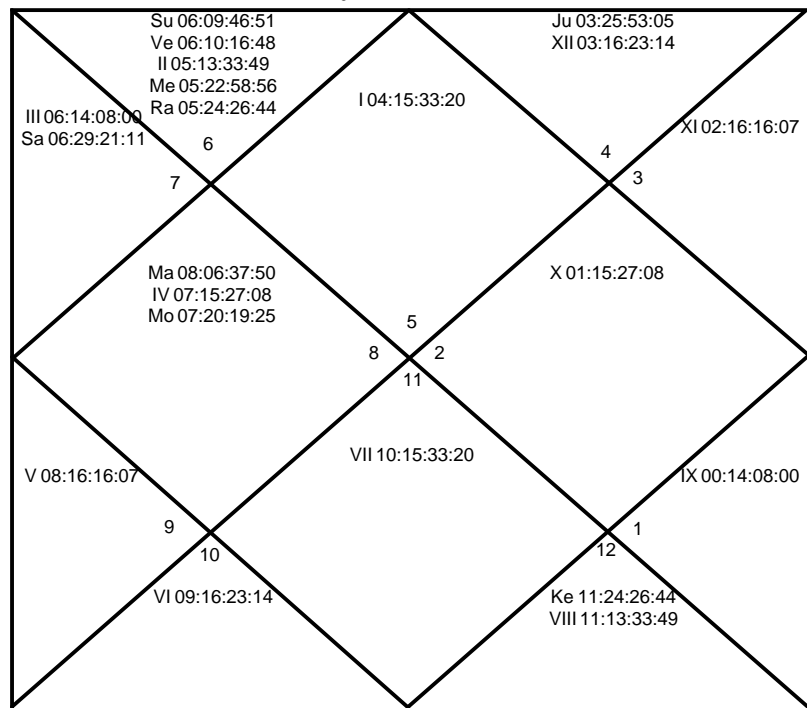 Su 06:09:46:51
Ve 06:10:16:48
II 05:13:33:49
Me 05:22:58:56
Ra 05:24:26:44
Ju 03:25:53:05
XII 03:16:23:14
I 04:15:33:20
III 06:14:08:00
Sa 06:29:21:11
XI 02:16:16:07
6
4
7
3
Ma 08:06:37:50
IV 07:15:27:08
Mo 07:20:19:25
X 01:15:27:08
5
8
2
11
VII 10:15:33:20
V 08:16:16:07
IX 00:14:08:00
9
1
10
12
VI 09:16:23:14
Ke 11:24:26:44
VIII 11:13:33:49